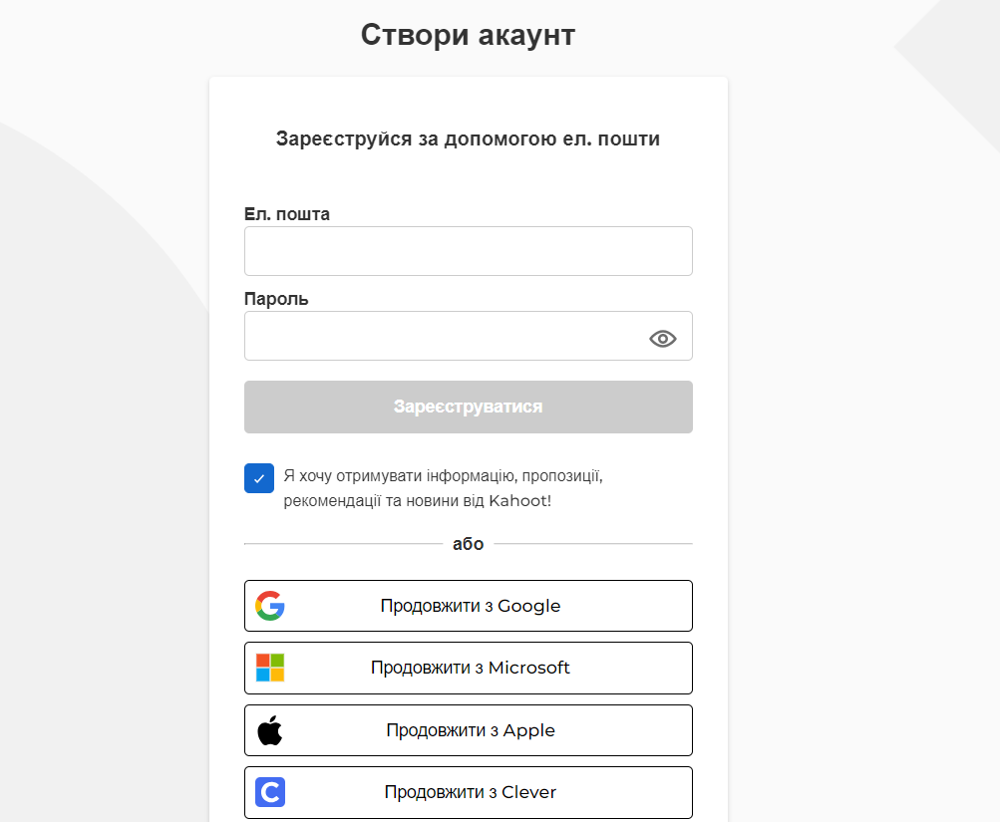 Створи акаунт
Зареєструйся за допомогою ел. пошти
Ел. пошта
Пароль
Зареєструватися
Я хочу отримувати інформацію, пропозиції,
рекомендації та новини від Kahoot!
або
Продовжити з Google
Продовжити з Microsoft
Продовжити з Apple
Продовжити з Clever